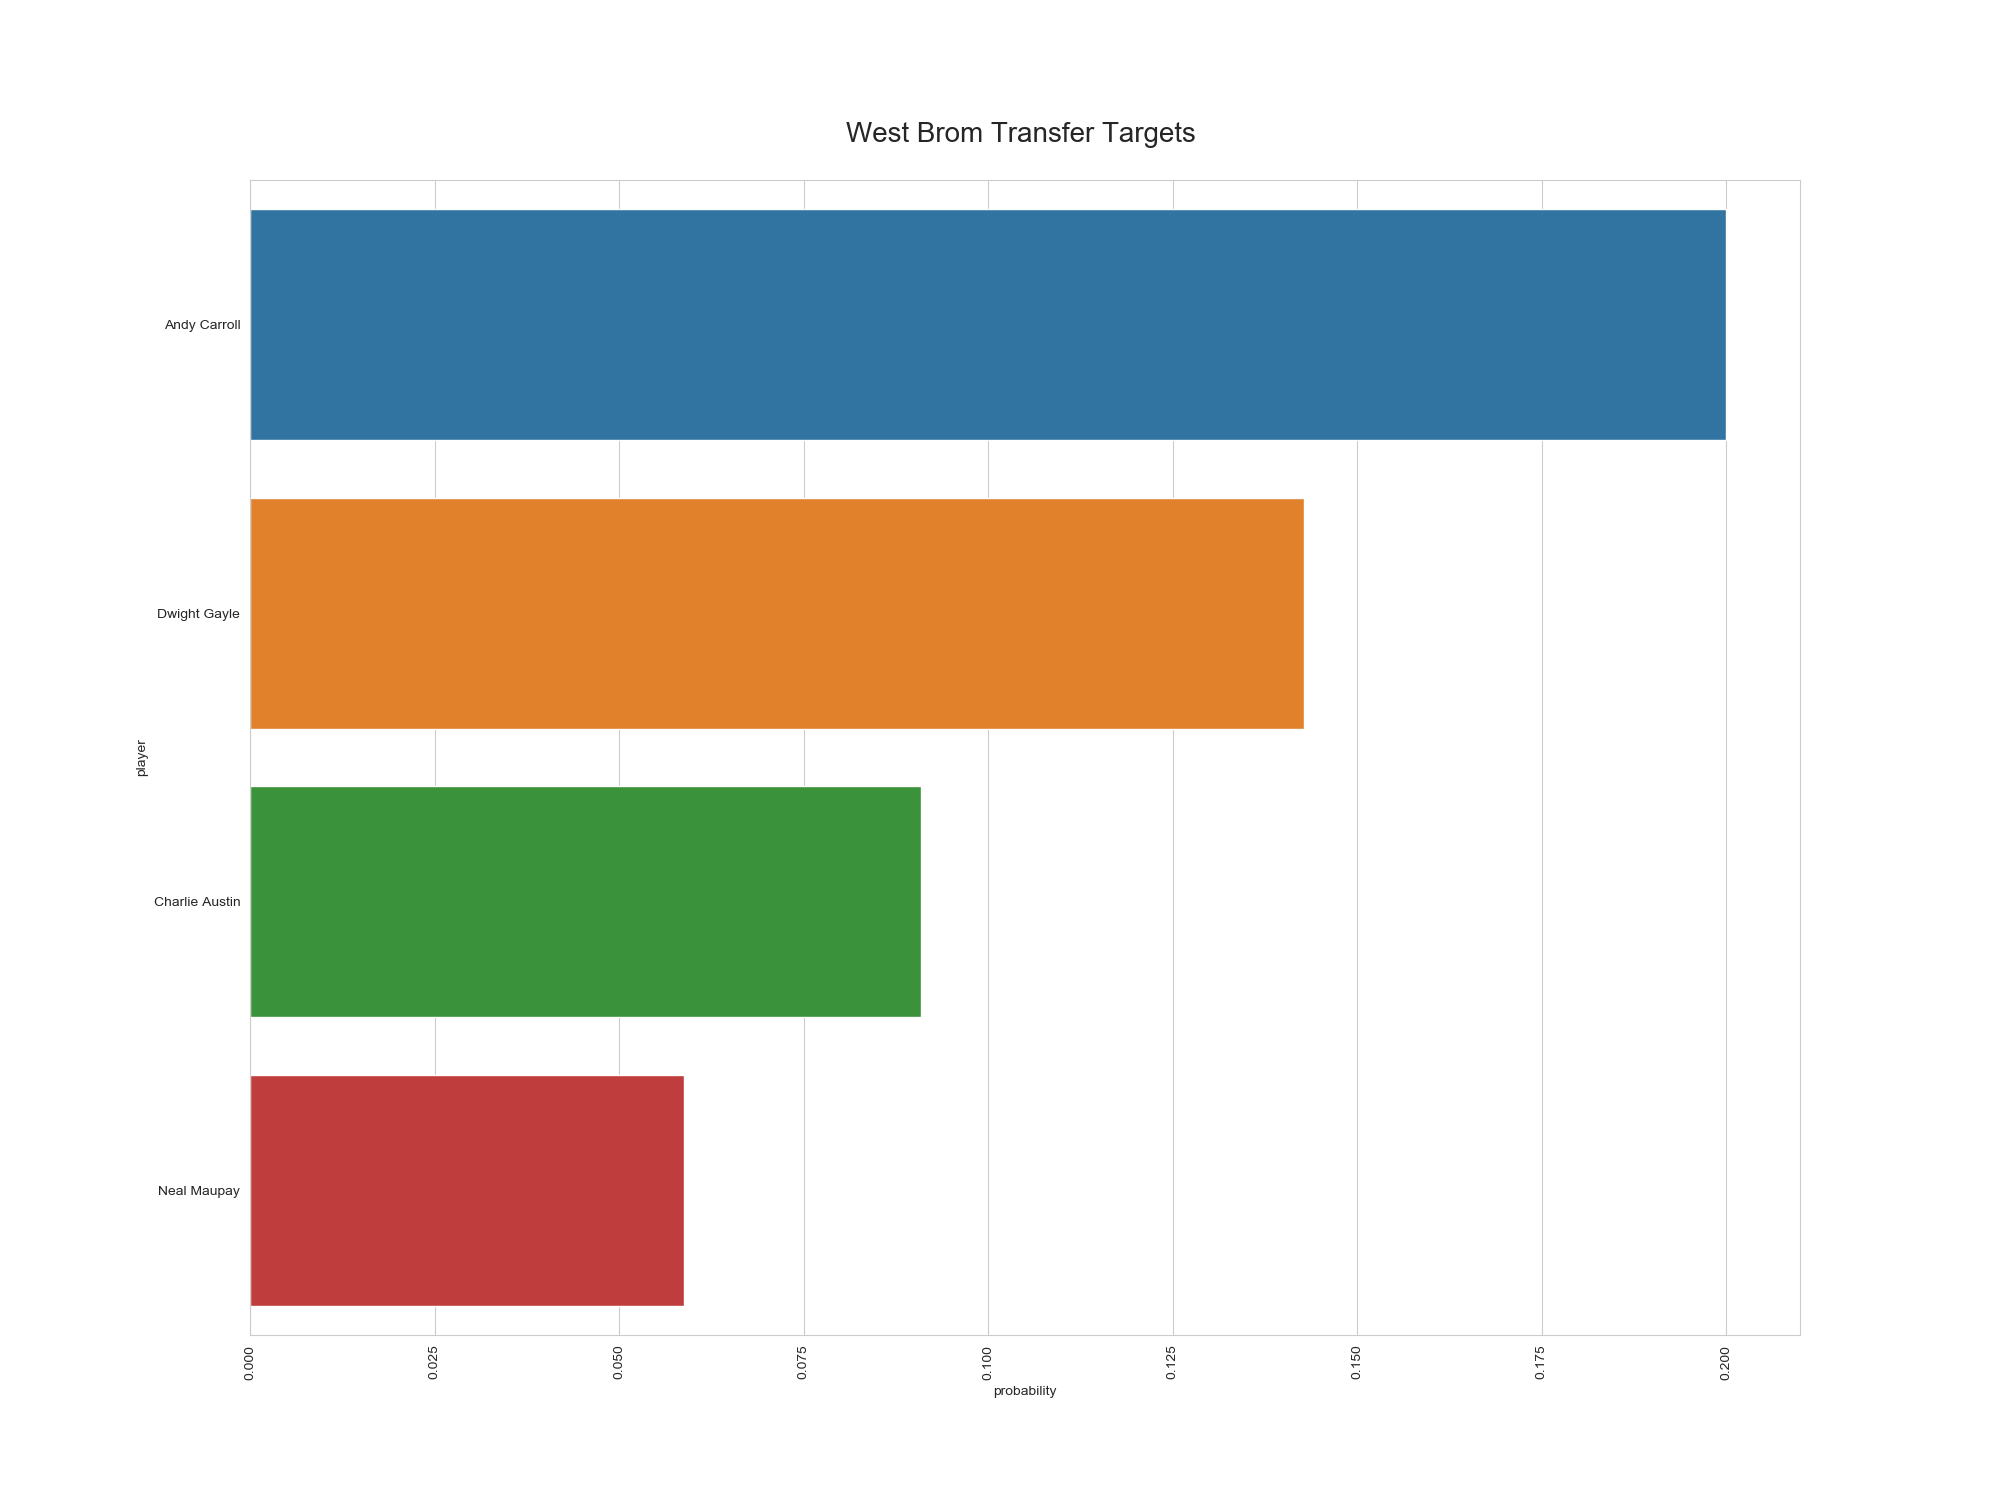 West Brom Transfer Targets
Andy Carroll
Dwight Gayle
player
Charlie Austin
Neal Maupay
0.000
0.025
0.050
0.075
0.100
0.125
0.150
0.175
0.200
probability